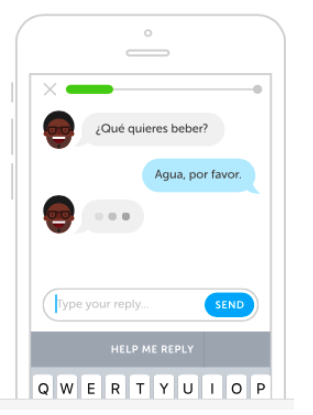 ¿Qué quieres beber?
Agua, por favor.
Type your reply...
SEND
HELP ME REPLY
Q W E R T Y U I O P